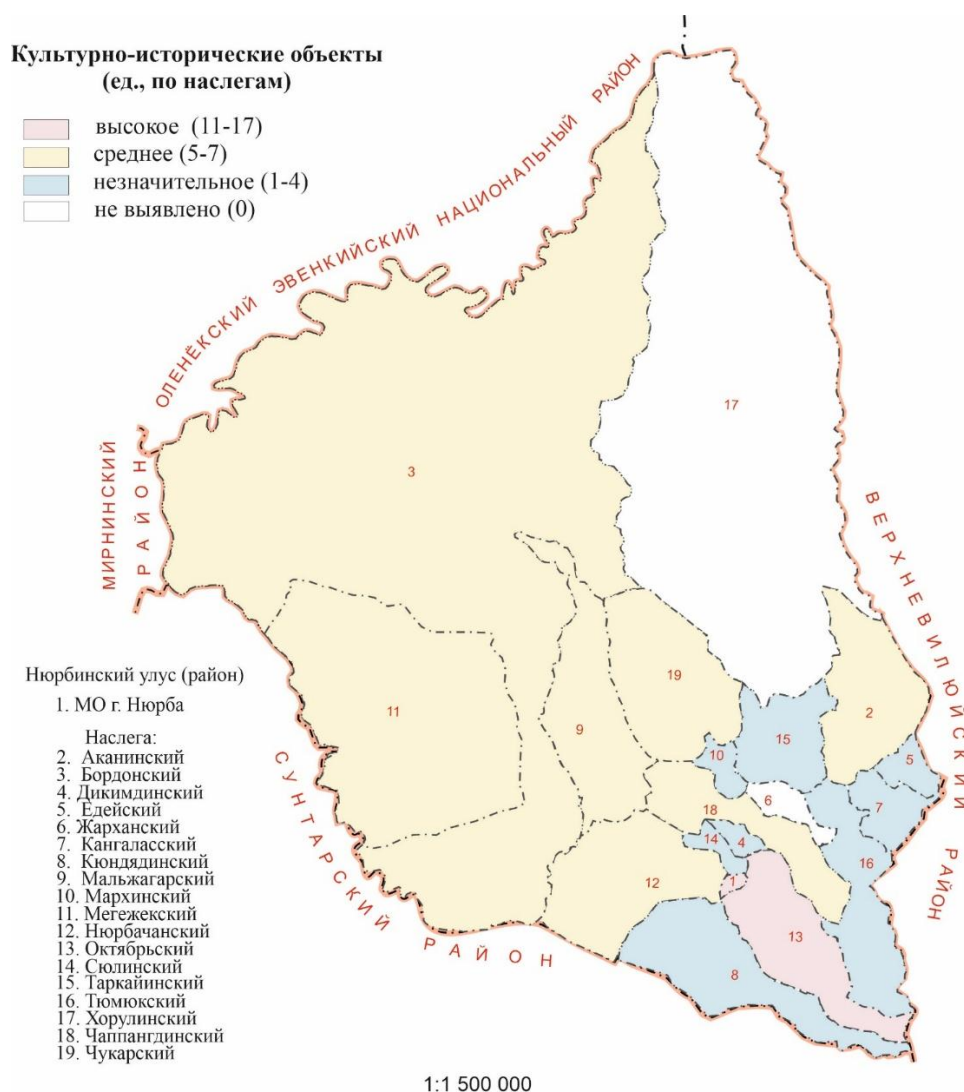 Культурно-исторические объекты
(ед., по наслегам)
высокое (11-17)
среднее (5-7)
незначительное (1-4)
не выявлено (0)
ОЛЕНЁКСКИЙ ЭВЕНКИЙСКИЙ НАЦИОНАЛЬНЫЙ РАЙОН
МИРНИНСКИЙ
РАЙОН
ВЕРХНЕВИЛЮЙСКИЙ РАЙОН
СУНТАРСКИЙ РАЙОН
17
3
19
2
11
9
15
10
5
6
7
18
14
4
16
12
1
13
8
Нюрбинский улус (район)
1. МО г. Нюрба
Наслега:
2. Аканинский
3. Бордонский
4. Дикимдинский
5. Едейский
6. Жарханский
7. Кангаласский
8. Кюндядинский
9. Мальжагарский
10. Мархинский
11. Мегежекский
12. Нюрбачанский
13. Октябрьский
14. Сюлинский
15. Таркайинский
16. Тюмюкский
17. Хорулинский
18. Чаппангдинский
19. Чукарский
1:1 500 000